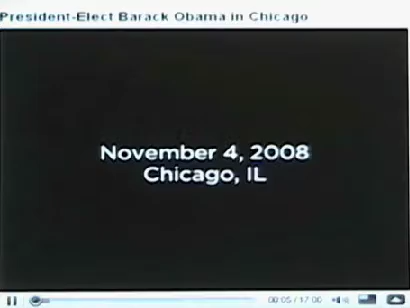 President-Elect Barack Obama in Chicago
November 4, 2008
Chicago, IL
00:05 / 17:00